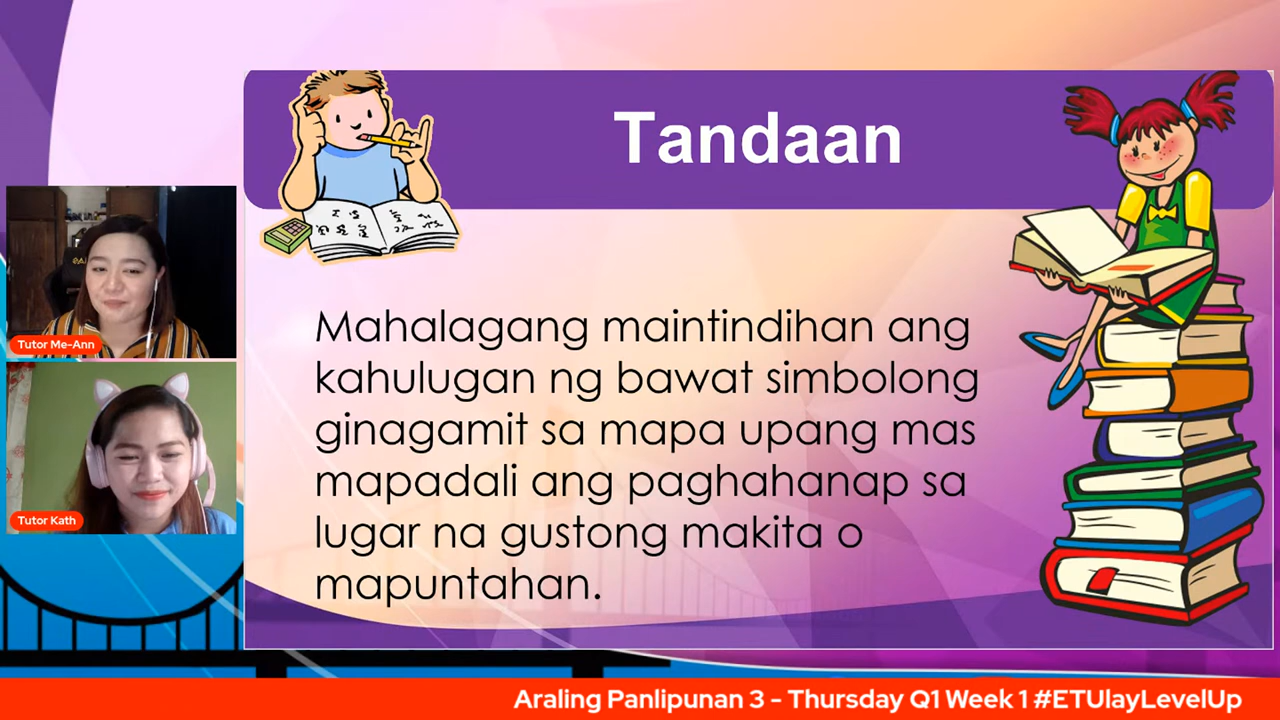 Tandaan
Mahalagang maintindihan ang
kahulugan ng bawat simbolong
ginagamit sa mapa upang mas
mapadali ang paghahanap sa
lugar na gustong makita o
mapuntahan.
Tutor Me-Ann
Tutor Kath
Araling Panlipunan 3 - Thursday Q1 Week 1 #ETUlayLevelUp